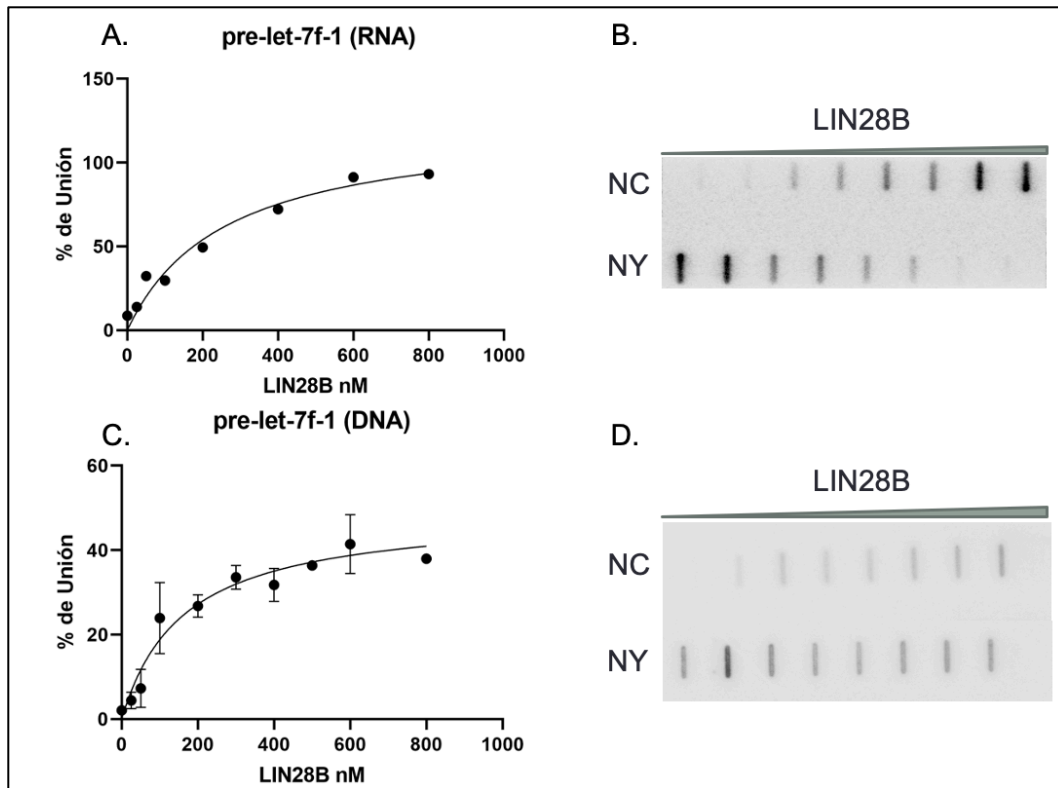 A.
pre-let-7f-1 (RNA)
% de Unión
150
100
50
0
0 200 400 600 800 1000
LIN28B nM
B.
LIN28B
NC
NY
C.
pre-let-7f-1 (DNA)
% de Unión
60
40
20
0
0 200 400 600 800 1000
LIN28B nM
D.
LIN28B
NC
NY